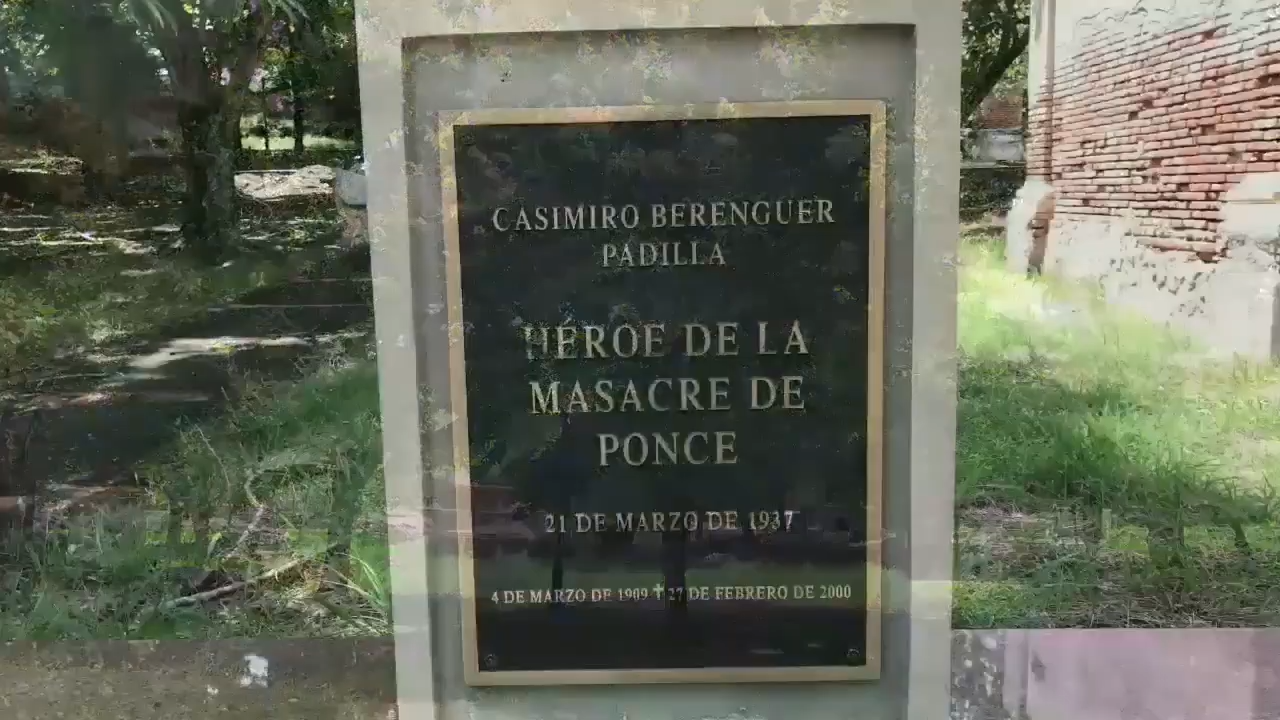 CASIMIRO BERENGUER
PADILLA
HÉROE DE LA
MASACRE DE
PONCE
21 DE MARZO DE 1937
4 DE MARZO DE 1909 ✝ 27 DE FEBRERO DE 2000